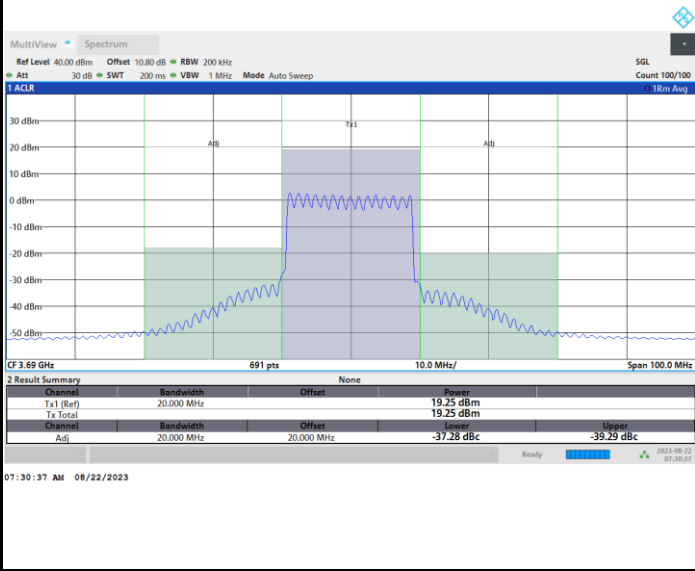 MultiView Spectrum
Ref Level 40.00 dBm Offset 10.80 dB RBW 200 kHz SGL
Att 30 dB SWT 200 ms VBW 1 MHz Mode Auto Sweep Count 100/100
1 ACLR 1Rm Avg
30 dBm
Tx1
20 dBm
Adj Adj
10 dBm
0 dBm
-10 dBm
-20 dBm
-30 dBm
-40 dBm
-50 dBm
CF 3.69 GHz 691 pts 10.0 MHz/ Span 100.0 MHz
2 Result Summary None
Channel Bandwidth Offset Power
Tx1 (Ref) 20.000 MHz 19.25 dBm
Tx Total 19.25 dBm
Channel Bandwidth Offset Lower Upper
Adj 20.000 MHz 20.000 MHz -37.28 dBc -39.29 dBc
Ready 2023-08-22
07:30:37
07:30:37 AM 08/22/2023